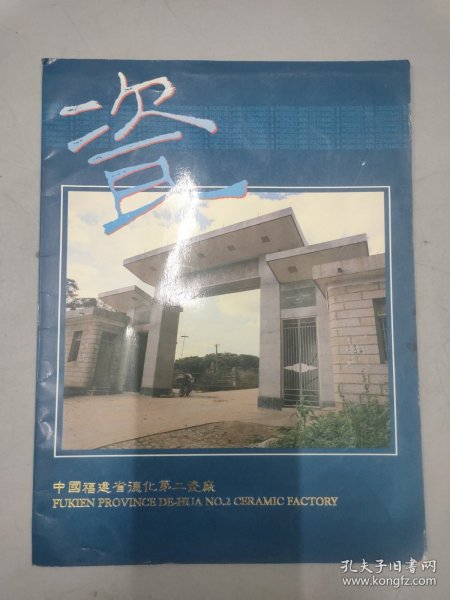 瓷
中國福建省德化第二瓷廠
FUKIEN PROVINCE DE-HUA NO.2 CERAMIC FACTORY
孔夫子旧书网
www.kongfz.com